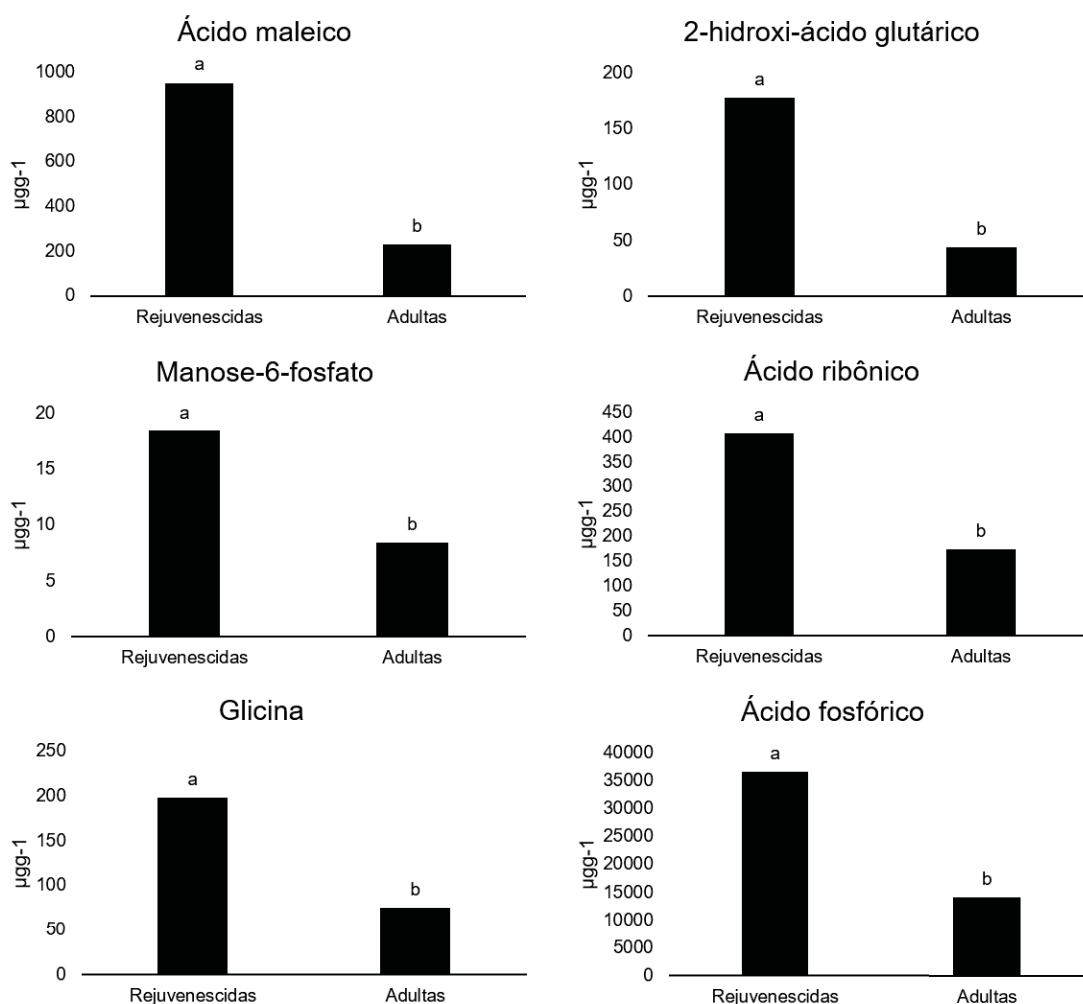 Ácido maleico
a
1000
800
600
400
200
0
µgg-1
b
Rejuvenescidas Adultas
2-hidroxi-ácido glutárico
a
200
150
100
50
0
µgg-1
b
Rejuvenescidas Adultas
Manose-6-fosfato
a
20
15
10
5
0
µgg-1
b
Rejuvenescidas Adultas
Ácido ribônico
a
450
400
350
300
250
200
150
100
50
0
µgg-1
b
Rejuvenescidas Adultas
Glicina
a
250
200
150
100
50
0
µgg-1
b
Rejuvenescidas Adultas
Ácido fosfórico
a
40000
35000
30000
25000
20000
15000
10000
5000
0
µgg-1
b
Rejuvenescidas Adultas